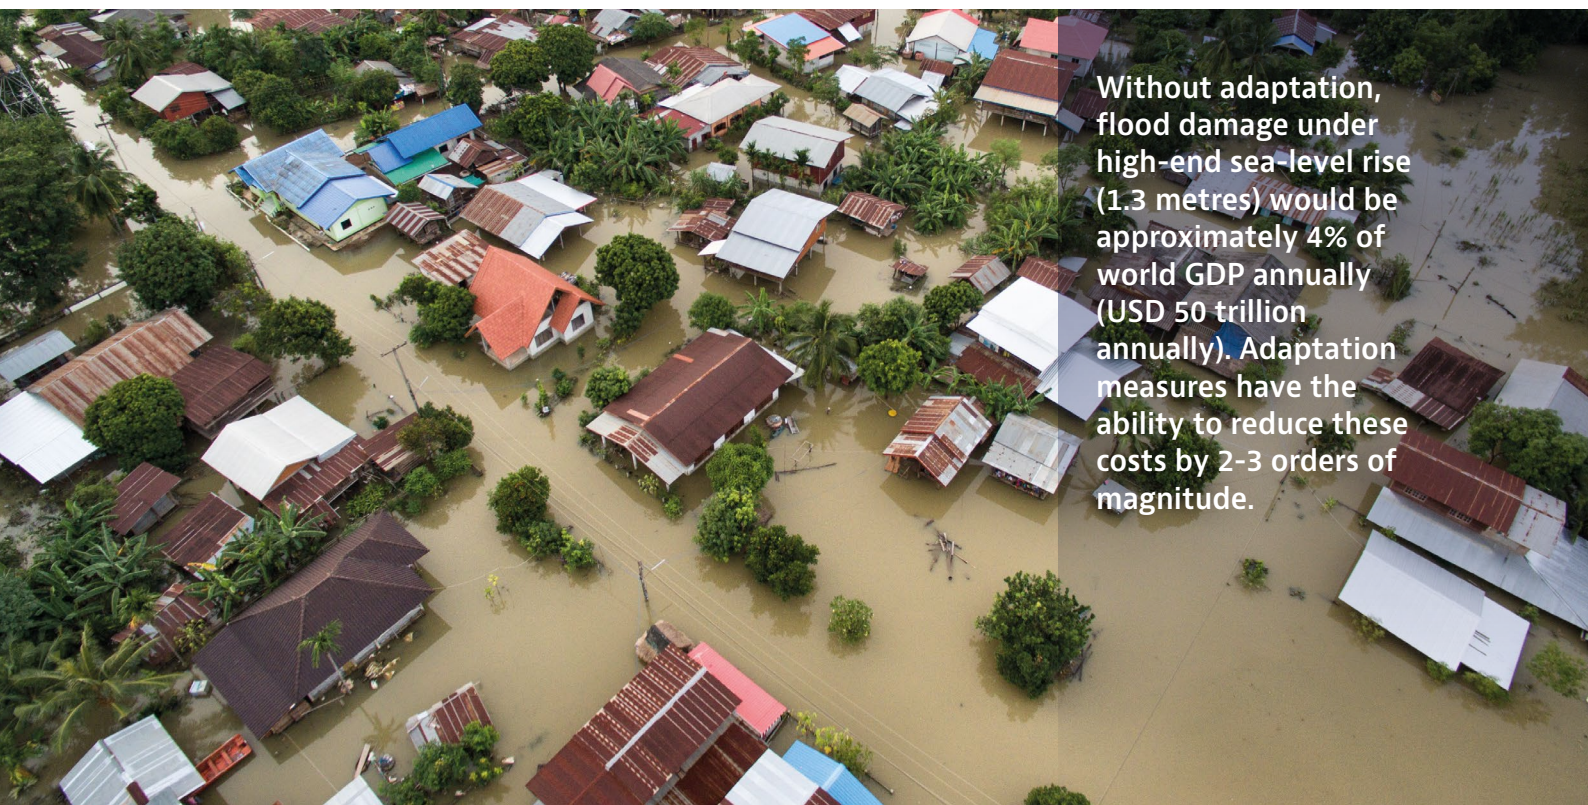 Without adaptation,
flood damage under
high-end sea-level rise
(1.3 metres) would be
approximately 4% of
world GDP annually
(USD 50 trillion
annually). Adaptation
measures have the
ability to reduce these
costs by 2-3 orders of
magnitude.